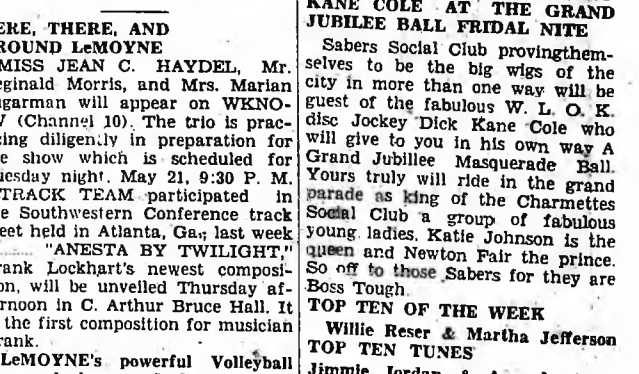 ERE, THERE, AND
ROUND LeMOYNE
MISS JEAN C. HAYDEL, Mr.
eginald Morris, and Mrs. Marian
ugarman will appear on WKNO-
V (Channel 10). The trio is prac-
cing diligently in preparation for
e show which is scheduled for
uesday night. May 21, 9:30 P. M.
TRACK TEAM participated in
e Southwestern Conference track
eet held in Atlanta, Ga.; last week
........ "ANESTA BY TWILIGHT,"
rank Lockhart's newest composi-
on, will be unveiled Thursday af-
rnoon in C. Arthur Bruce Hall. It
the first composition for musician
rank.
LeMOYNE's powerful Volleyball
KANE COLE AT THE GRAND
JUBILEE BALL FRIDAL NITE
Sabers Social Club provingthem-
selves to be the big wigs of the
city in more than one way will be
guest of the fabulous W. L. O. K.
disc Jockey Dick Kane Cole who
will give to you in his own way A
Grand Jubillee Masquerade Ball.
Yours truly will ride in the grand
parade as king of the Charmettes
Social Club a group of fabulous
young ladies. Katie Johnson is the
queen and Newton Fair the prince.
So off to those Sabers for they are
Boss Tough.
TOP TEN OF THE WEEK
Willie Reser & Martha Jefferson
TOP TEN TUNES
Jimmie Jordan &